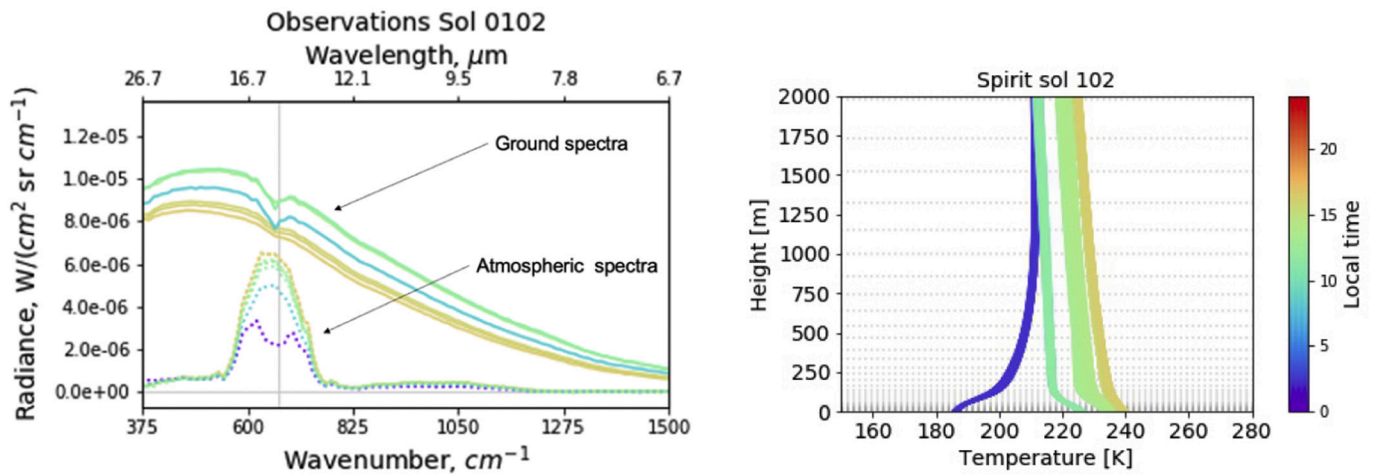 Observations Sol 0102
Wavelength, μm
26.7 16.7 12.1 9.5 7.8 6.7
Radiance, W/(cm² sr cm⁻¹)
1.2e-05
1.0e-05
8.0e-06
6.0e-06
4.0e-06
2.0e-06
0.0e+00
Ground spectra
Atmospheric spectra
375 600 825 1050 1275 1500
Wavenumber, cm⁻¹
Spirit sol 102
Height [m]
2000
1750
1500
1250
1000
750
500
250
0
160 180 200 220 240 260 280
Temperature [K]
20
15
10
5
0
Local time